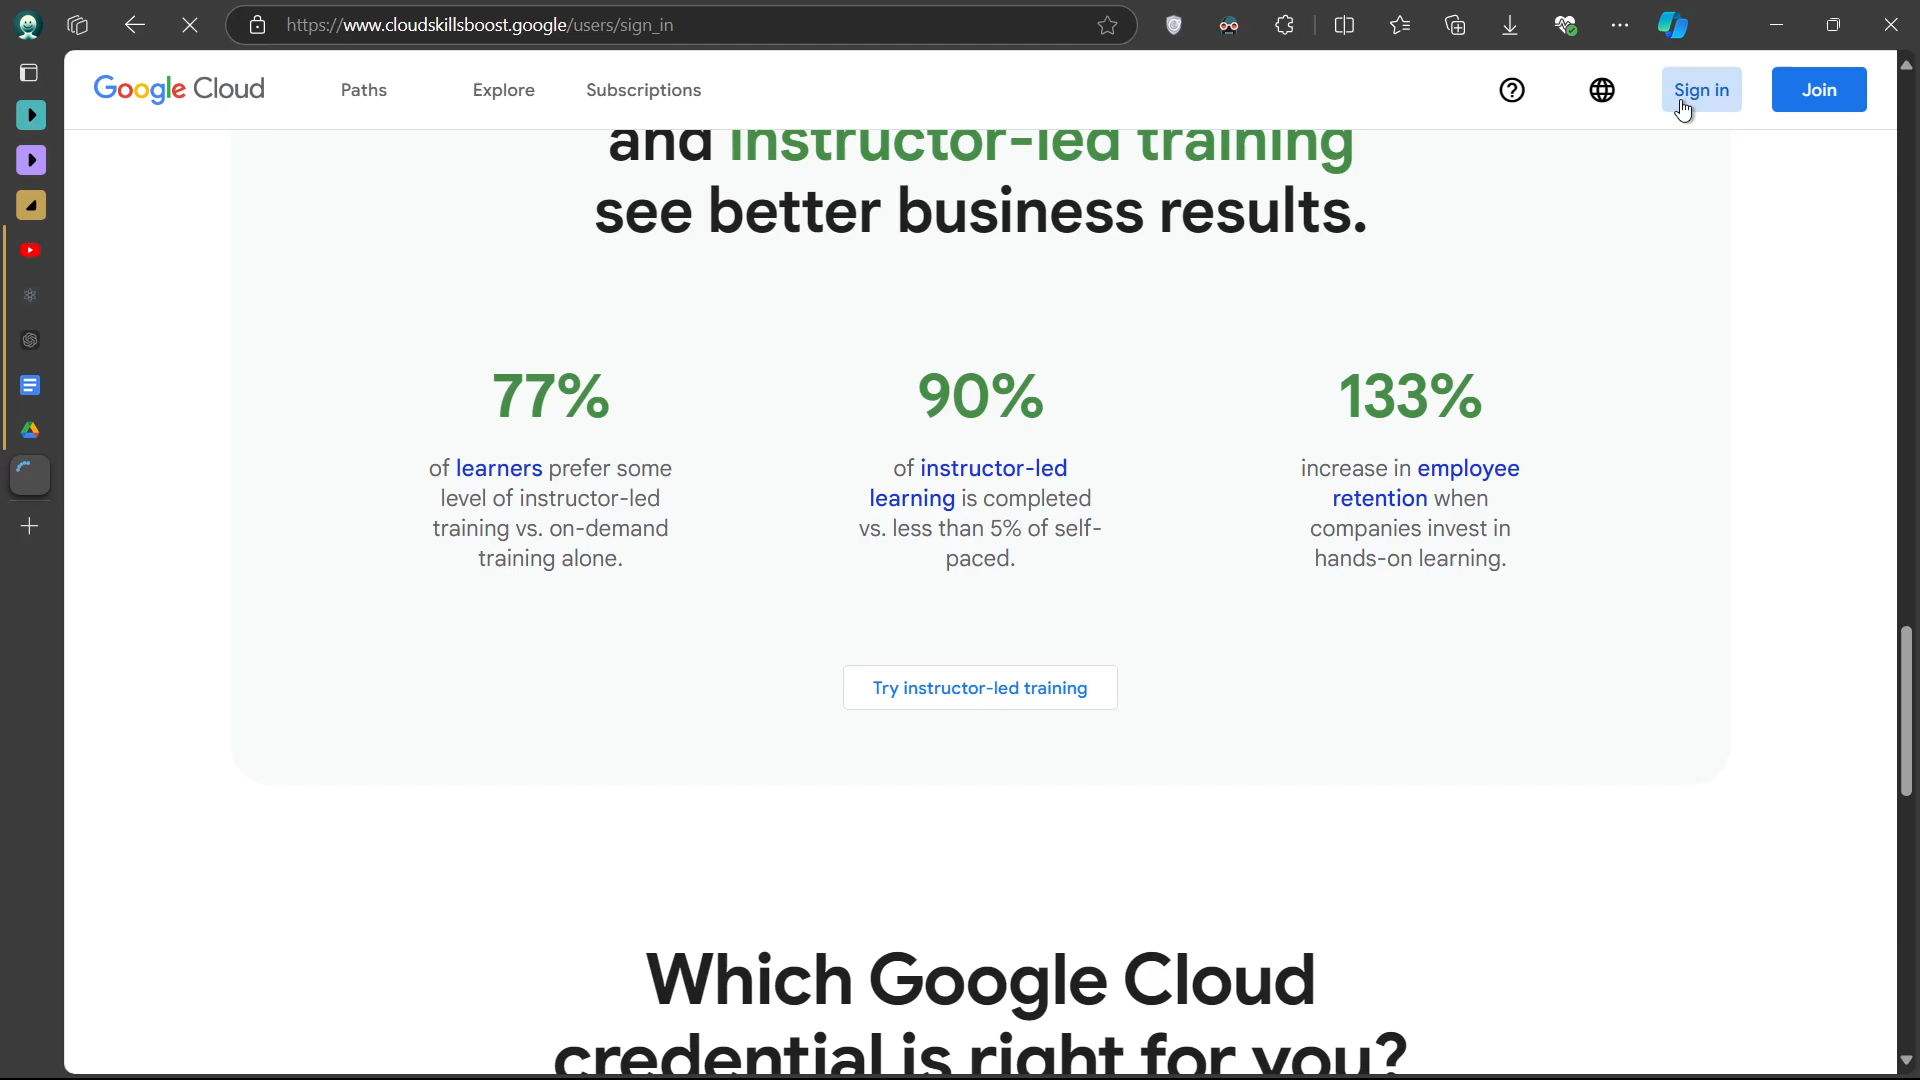 https://www.cloudskillsboost.google/users/sign_in
Google Cloud
Paths
Explore
Subscriptions
Sign in
Join
and instructor-led training
see better business results.
77%
of learners prefer some
level of instructor-led
training vs. on-demand
training alone.
90%
of instructor-led
learning is completed
vs. less than 5% of self-
paced.
133%
increase in employee
retention when
companies invest in
hands-on learning.
Try instructor-led training
Which Google Cloud
credential is right for you?